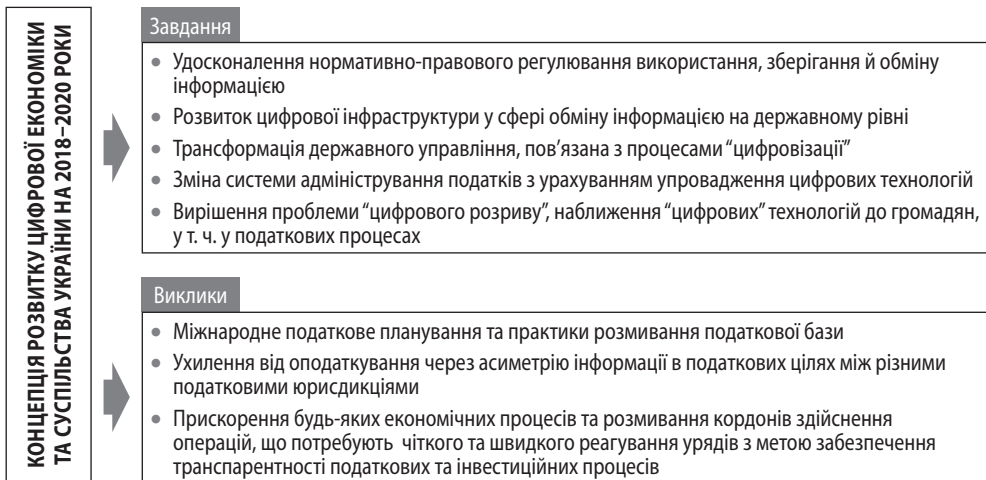 КОНЦЕПЦІЯ РОЗВИТКУ ЦИФРОВОЇ ЕКОНОМІКИ
ТА СУСПІЛЬСТВА УКРАЇНИ НА 2018–2020 РОКИ
Завдання
• Удосконалення нормативно-правового регулювання використання, зберігання й обміну
інформацією
• Розвиток цифрової інфраструктури у сфері обміну інформацією на державному рівні
• Трансформація державного управління, пов’язана з процесами “цифровізації”
• Зміна системи адміністрування податків з урахуванням упровадження цифрових технологій
• Вирішення проблеми “цифрового розриву”, наближення “цифрових” технологій до громадян,
у т. ч. у податкових процесах
Виклики
• Міжнародне податкове планування та практики розмивання податкової бази
• Ухилення від оподаткування через асиметрію інформації в податкових цілях між різними
податковими юрисдикціями
• Прискорення будь-яких економічних процесів та розмивання кордонів здійснення
операцій, що потребують чіткого та швидкого реагування урядів з метою забезпечення
транспарентності податкових та інвестиційних процесів